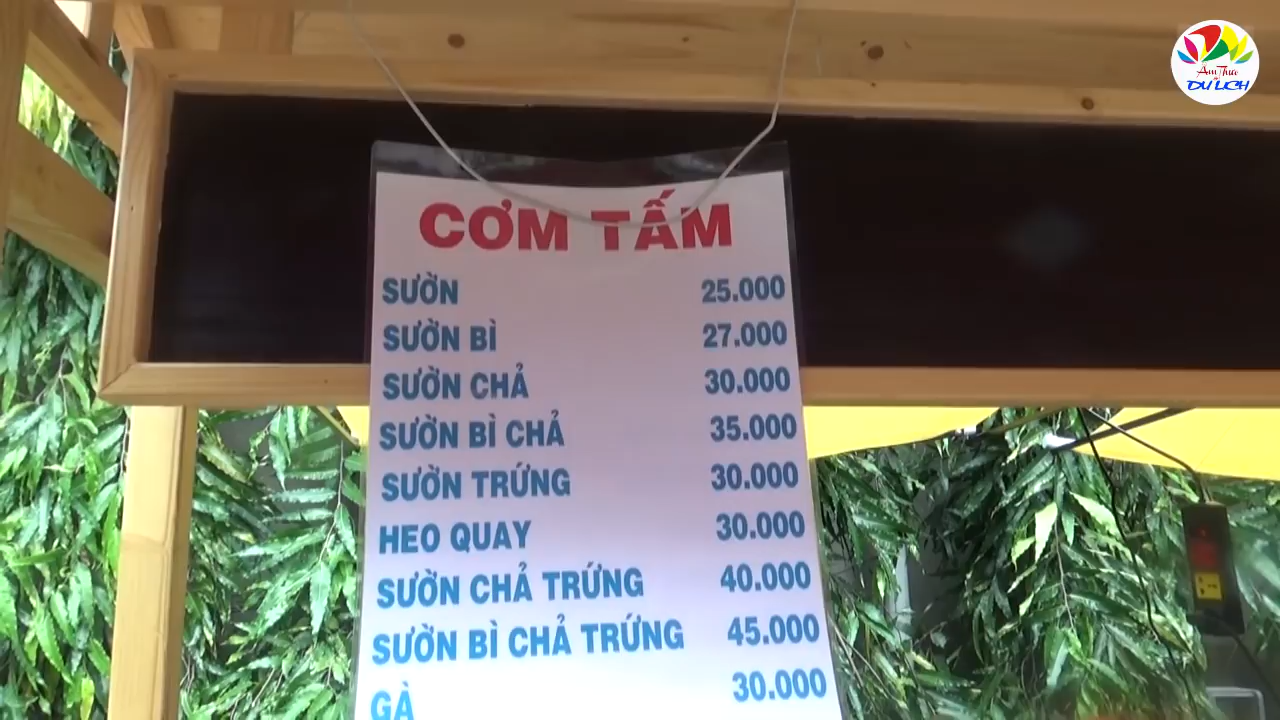 Ẩm Thực
DU LỊCH
CƠM TẤM
SƯỜN 25.000
SƯỜN BÌ 27.000
SƯỜN CHẢ 30.000
SƯỜN BÌ CHẢ 35.000
SƯỜN TRỨNG 30.000
HEO QUAY 30.000
SƯỜN CHẢ TRỨNG 40.000
SƯỜN BÌ CHẢ TRỨNG 45.000
GÀ 30.000